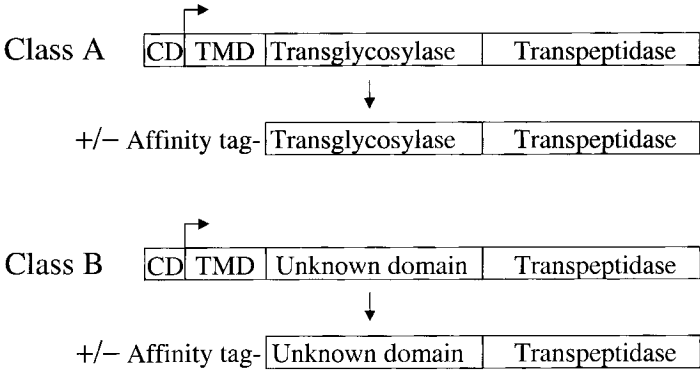 Class A CD TMD Transglycosylase Transpeptidase
+/− Affinity tag- Transglycosylase Transpeptidase
Class B CD TMD Unknown domain Transpeptidase
+/− Affinity tag- Unknown domain Transpeptidase